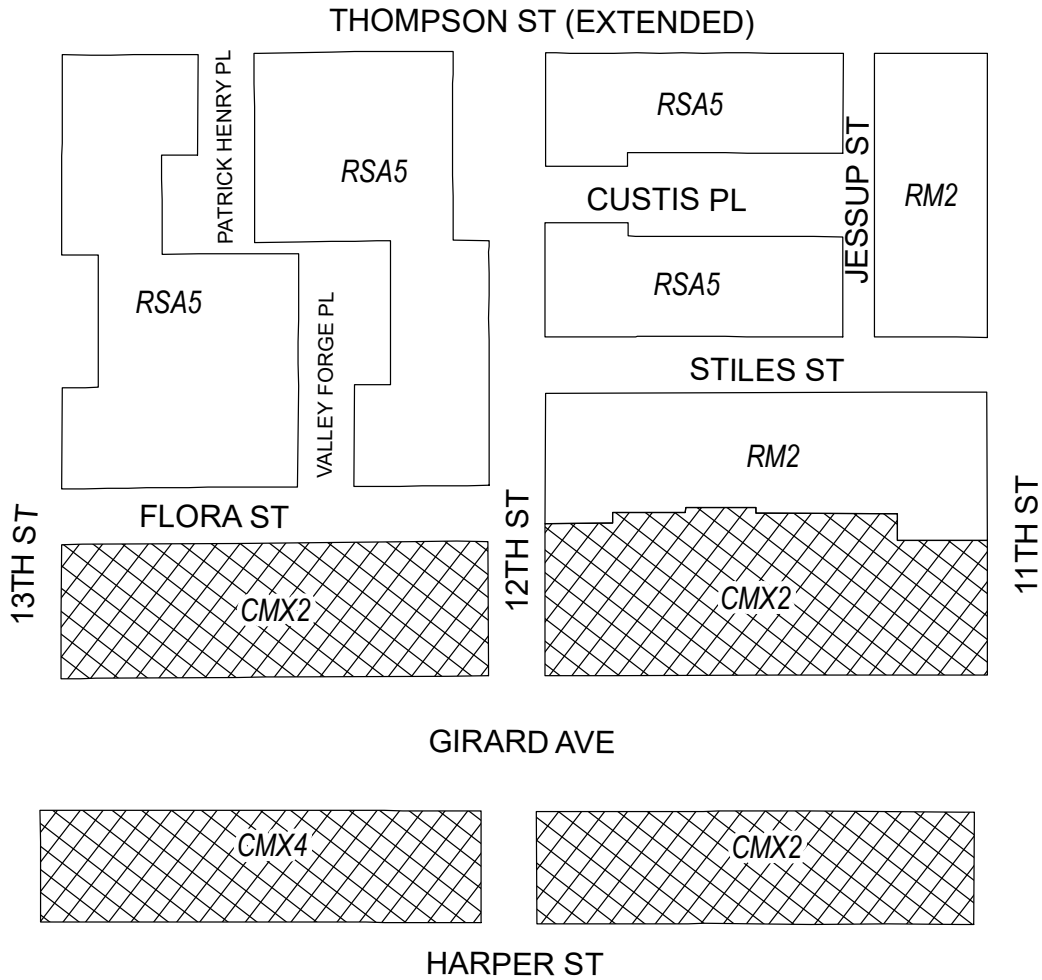 THOMPSON ST (EXTENDED)
PATRICK HENRY PL
RSA5
RSA5
JESSUP ST
RM2
CUSTIS PL
RSA5
RSA5
VALLEY FORGE PL
STILES ST
RM2
13TH ST
FLORA ST
12TH ST
11TH ST
CMX2
CMX2
GIRARD AVE
CMX4
CMX2
HARPER ST